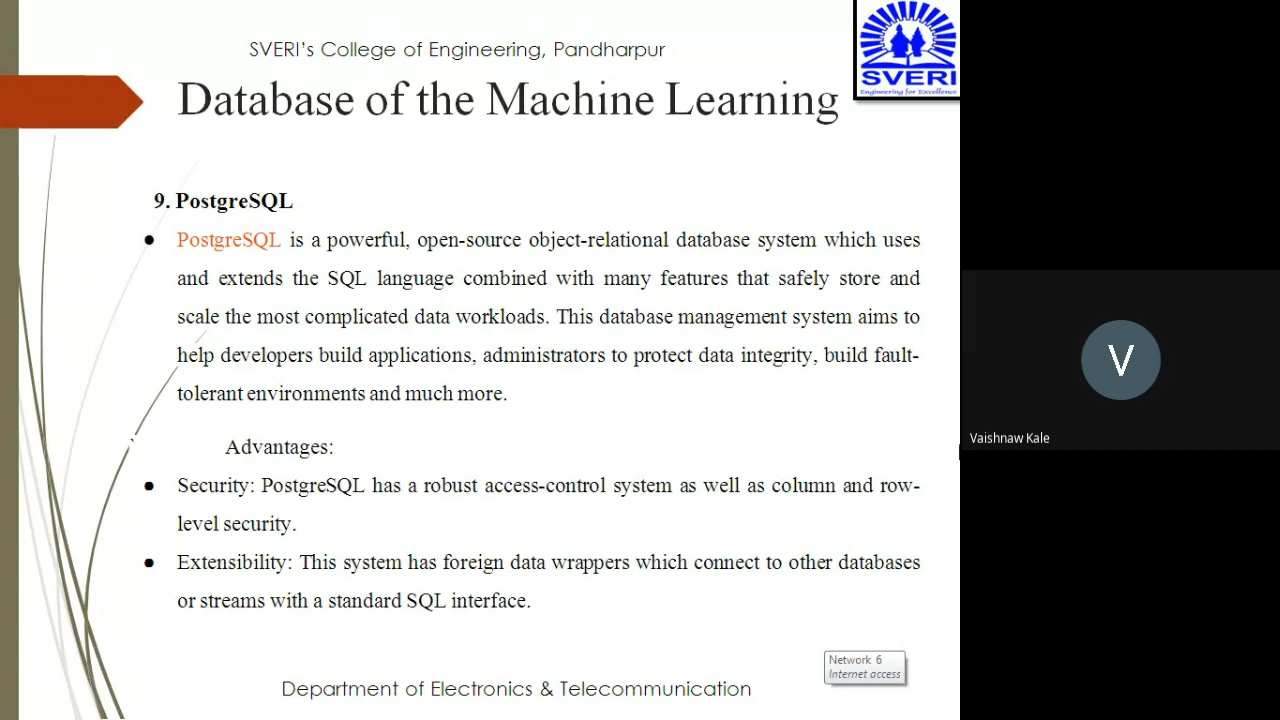 SVERI's College of Engineering, Pandharpur
SVERI
Engineering for Excellence
Database of the Machine Learning
9. PostgreSQL
● PostgreSQL is a powerful, open-source object-relational database system which uses
and extends the SQL language combined with many features that safely store and
scale the most complicated data workloads. This database management system aims to
help developers build applications, administrators to protect data integrity, build fault-
tolerant environments and much more.
Advantages:
● Security: PostgreSQL has a robust access-control system as well as column and row-
level security.
● Extensibility: This system has foreign data wrappers which connect to other databases
or streams with a standard SQL interface.
Network 6
Internet access
Department of Electronics & Telecommunication
V
Vaishnaw Kale